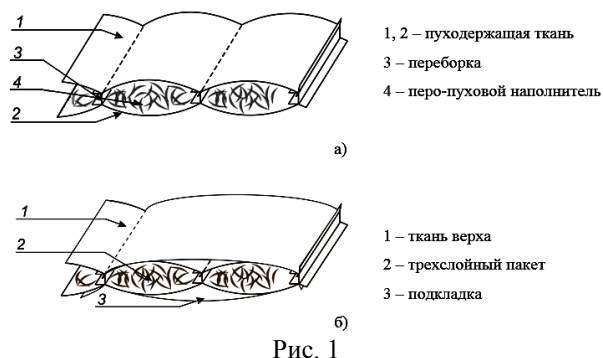 1
3
4
2
1, 2 – пуходержащая ткань
3 – переборка
4 – перо-пуховой наполнитель
а)
1
2
3
1 – ткань верха
2 – трехслойный пакет
3 – подкладка
б)
Рис. 1